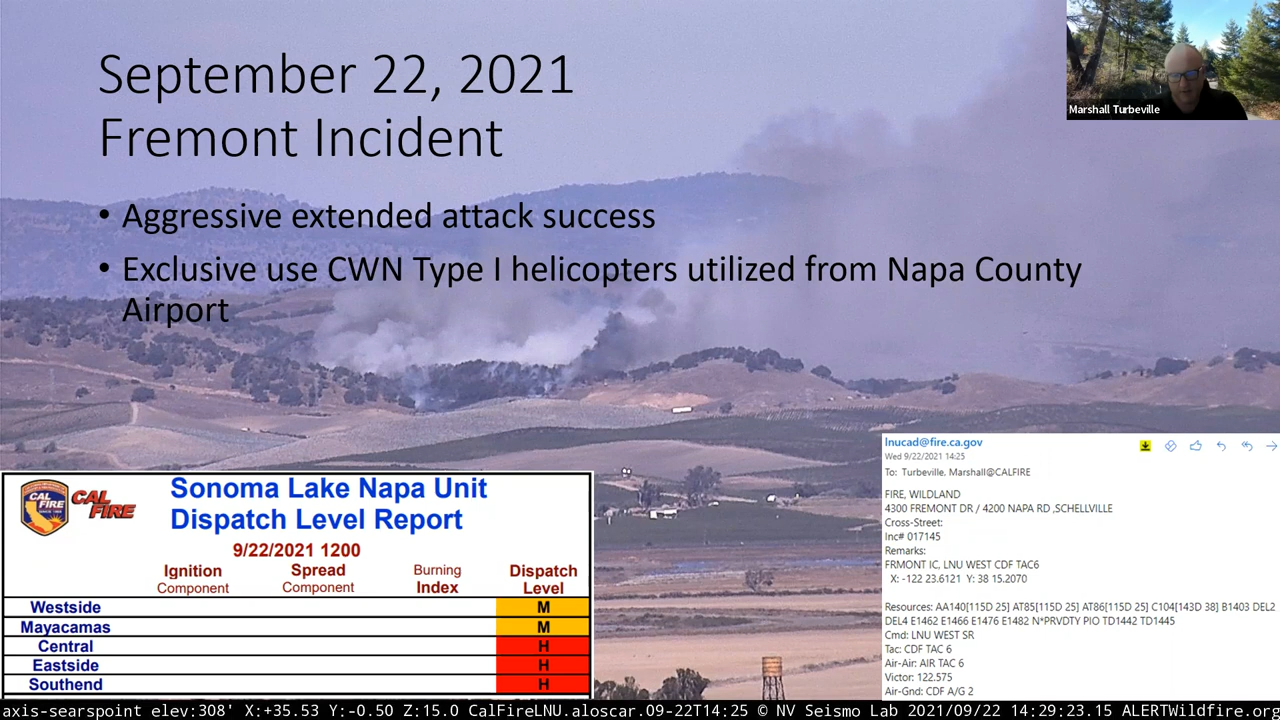 September 22, 2021
Fremont Incident
• Aggressive extended attack success
• Exclusive use CWN Type I helicopters utilized from Napa County
Airport
Marshall Turbeville
CAL FIRE
SINCE 1905
CAL FIRE
Sonoma Lake Napa Unit
Dispatch Level Report
9/22/2021 1200
Ignition Component Spread Component Burning Index Dispatch Level
Westside M
Mayacamas M
Central H
Eastside H
Southend H
lnucad@fire.ca.gov
Wed 9/22/2021 14:25
To: Turbeville, Marshall@CALFIRE
FIRE, WILDLAND
4300 FREMONT DR / 4200 NAPA RD ,SCHELLVILLE
Cross-Street:
Inc# 017145
Remarks:
FRMONT IC, LNU WEST CDF TAC6
X: -122 23.6121 Y: 38 15.2070
Resources: AA140[115D 25] AT85[115D 25] AT86[115D 25] C104[143D 38] B1403 DEL2
DEL4 E1462 E1466 E1476 E1482 N*PRVDTY PIO TD1442 TD1445
Cmd: LNU WEST SR
Tac: CDF TAC 6
Air-Air: AIR TAC 6
Victor: 122.575
Air-Gnd: CDF A/G 2
axis-searspoint elev:308' X:+35.53 Y:-0.50 Z:15.0 CalFireLNU.aloscar.09-22T14:25 © NV Seismo Lab 2021/09/22 14:29:23.15 ALERTWildfire.org